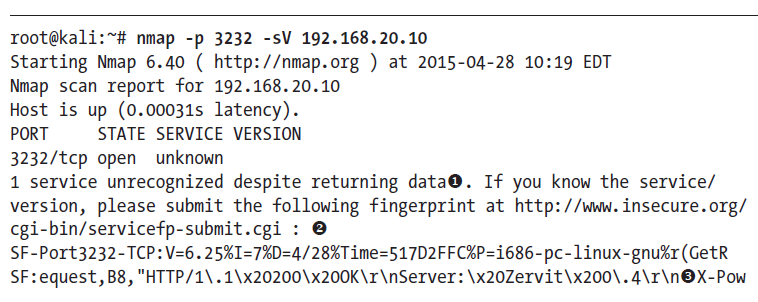 root@kali:~# nmap -p 3232 -sV 192.168.20.10
Starting Nmap 6.40 ( http://nmap.org ) at 2015-04-28 10:19 EDT
Nmap scan report for 192.168.20.10
Host is up (0.00031s latency).
PORT     STATE SERVICE VERSION
3232/tcp open  unknown
1 service unrecognized despite returning data❶. If you know the service/
version, please submit the following fingerprint at http://www.insecure.org/
cgi-bin/servicefp-submit.cgi : ❷
SF-Port3232-TCP:V=6.25%I=7%D=4/28%Time=517D2FFC%P=i686-pc-linux-gnu%r(GetR
SF:equest,B8,"HTTP/1\.1\x20200\x20OK\r\nServer:\x20Zervit\x200\.4\r\n❸X-Pow